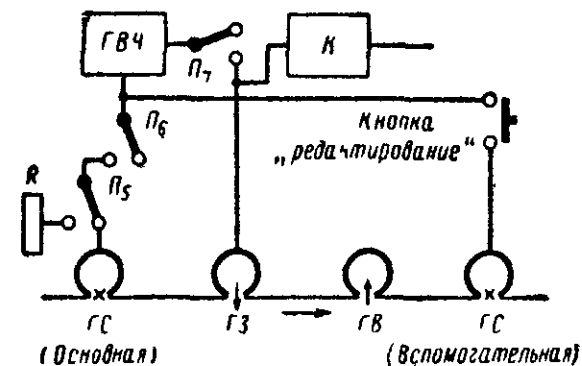 ГВЧ
П₇
К
П₆
Кнопка
„редактирование“
R
П₅
ГС
ГЗ
ГВ
ГС
(Основная)
(Вспомогательная)